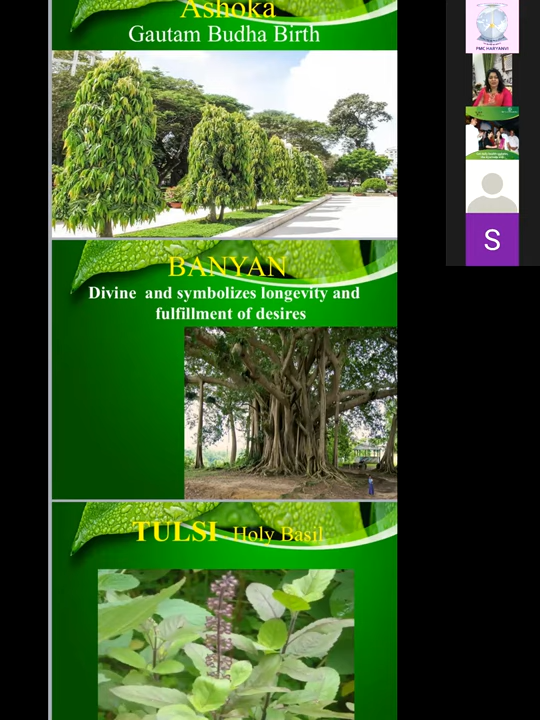 Ashoka
Gautam Budha Birth
BANYAN
Divine and symbolizes longevity and
fulfillment of desires
TULSI Holy Basil
PMC HARYANVI
S